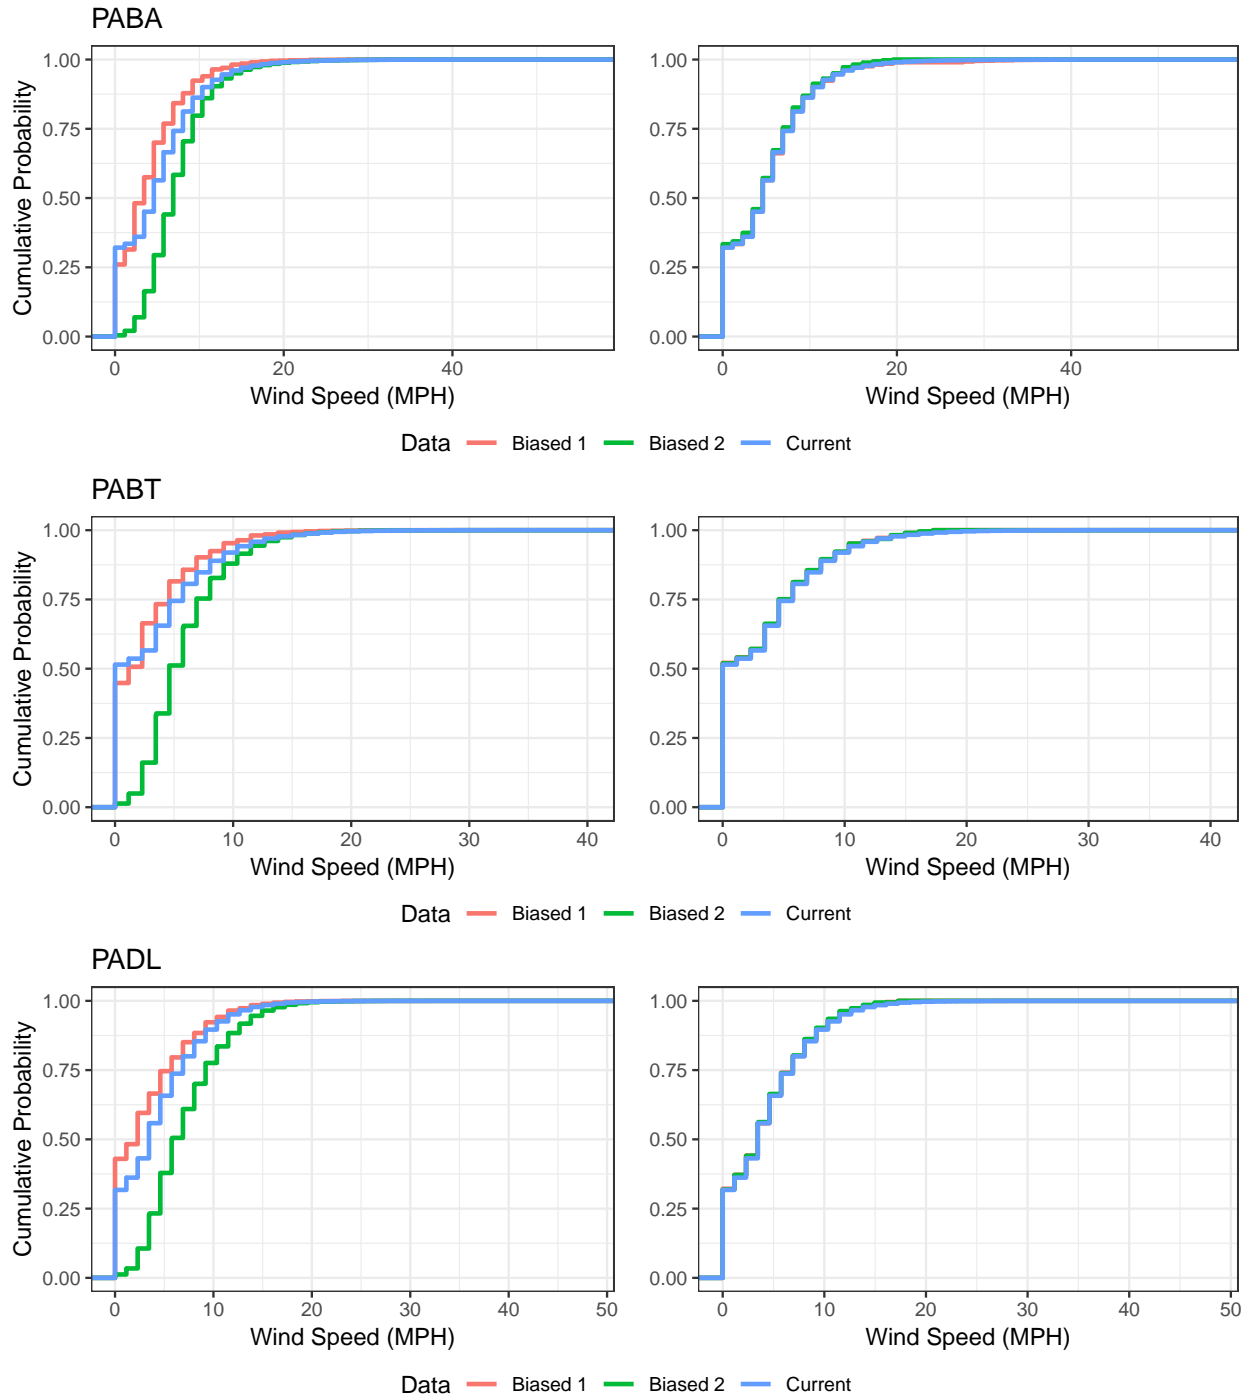 PABA
1.00
0.75
0.50
0.25
0.00
Cumulative Probability
0 20 40
Wind Speed (MPH)
1.00
0.75
0.50
0.25
0.00
0 20 40
Wind Speed (MPH)
Data Biased 1 Biased 2 Current
PABT
1.00
0.75
0.50
0.25
0.00
Cumulative Probability
0 10 20 30 40
Wind Speed (MPH)
1.00
0.75
0.50
0.25
0.00
0 10 20 30 40
Wind Speed (MPH)
Data Biased 1 Biased 2 Current
PADL
1.00
0.75
0.50
0.25
0.00
Cumulative Probability
0 10 20 30 40 50
Wind Speed (MPH)
1.00
0.75
0.50
0.25
0.00
0 10 20 30 40 50
Wind Speed (MPH)
Data Biased 1 Biased 2 Current